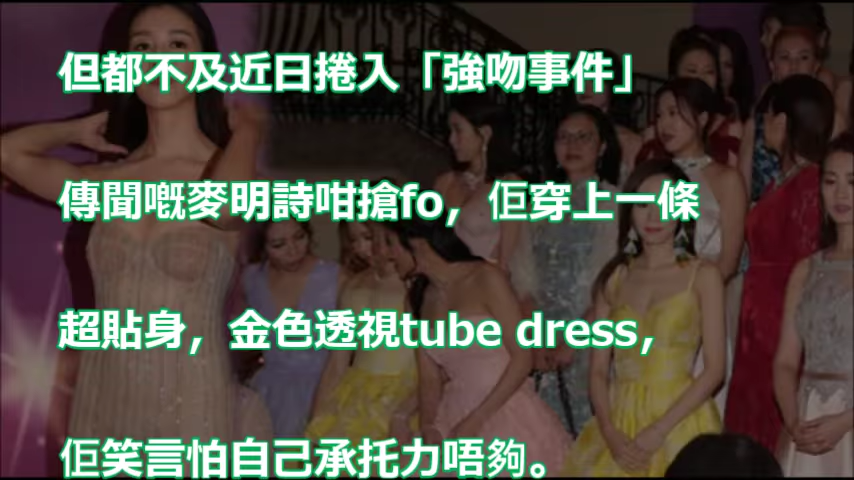 但都不及近日捲入「強吻事件」
傳聞嘅麥明詩咁搶fo，佢穿上一條
超貼身，金色透視tube dress，
佢笑言怕自己承托力唔夠。